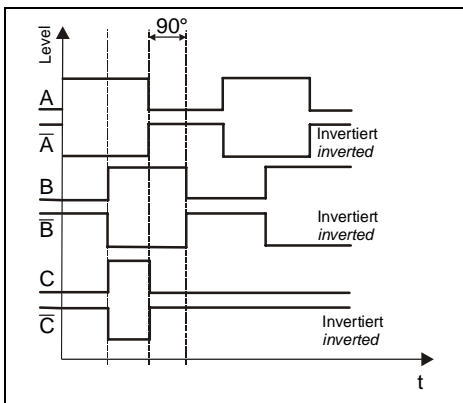 90°
Level
A
A̅
Invertiert
inverted
B
B̅
Invertiert
inverted
C
C̅
Invertiert
inverted
t